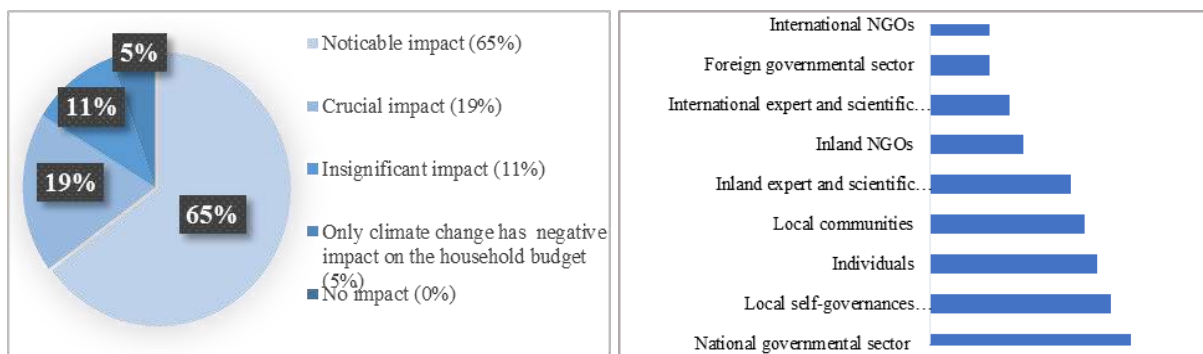 5%
11%
19%
65%
Noticable impact (65%)
Crucial impact (19%)
Insignificant impact (11%)
Only climate change has negative
impact on the household budget
(5%)
No impact (0%)
International NGOs
Foreign governmental sector
International expert and scientific…
Inland NGOs
Inland expert and scientific…
Local communities
Individuals
Local self-governances…
National governmental sector